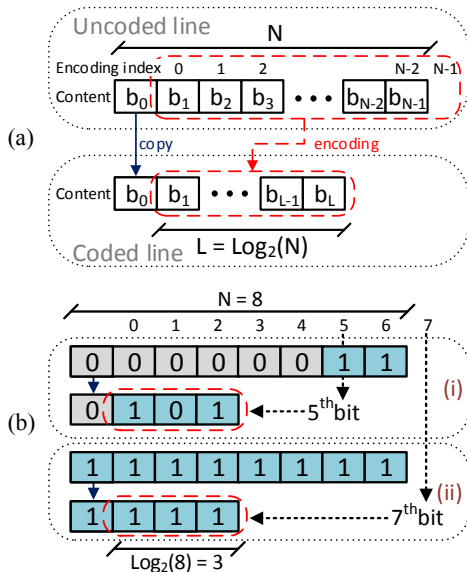 Uncoded line
N
Encoding index 0 1 2 N-2 N-1
Content b0 b1 b2 b3 ••• bN-2 bN-1
(a)
copy encoding
Content b0 b1 ••• bL-1 bL
L = Log2(N)
Coded line
N = 8
0 1 2 3 4 5 6 7
0 0 0 0 0 0 1 1
(i)
0 1 0 1 5th bit
(b)
1 1 1 1 1 1 1 1
(ii)
1 1 1 1 7th bit
Log2(8) = 3